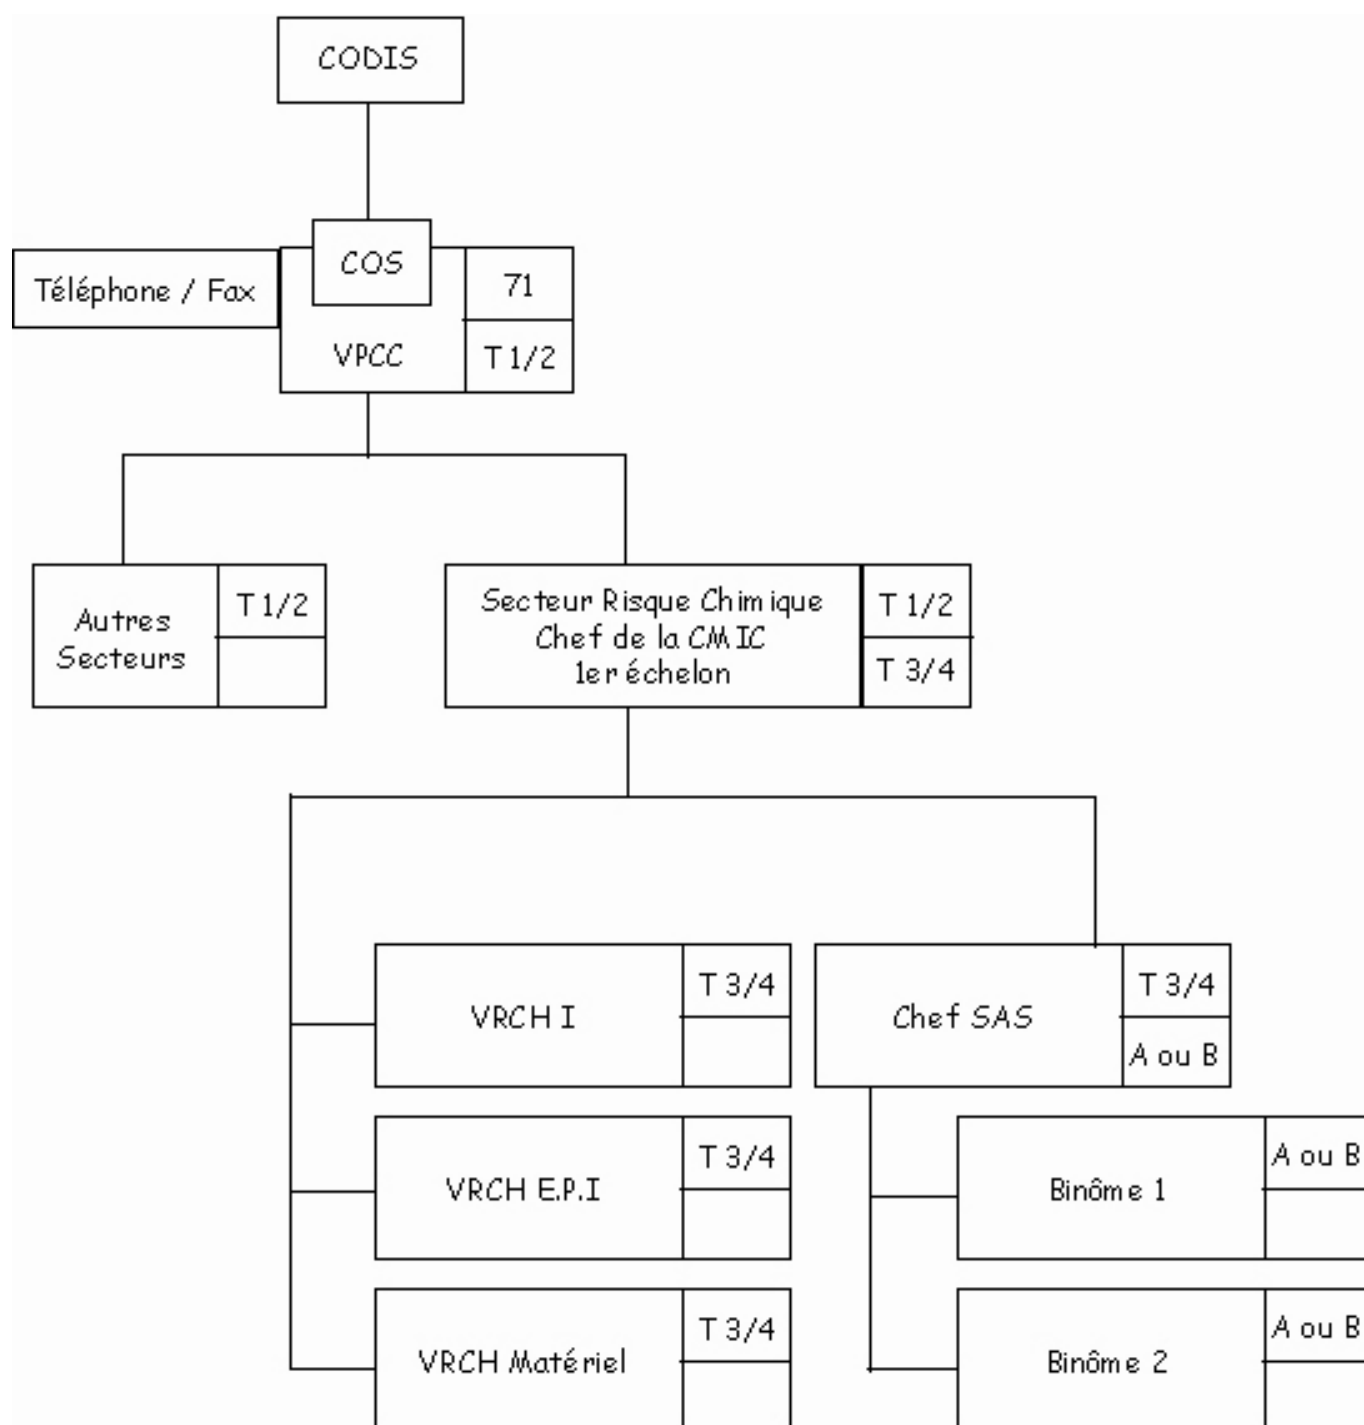 CODIS
COS
Téléphone / Fax
71
VPCC
T 1/2
Autres
Secteurs
T 1/2
Secteur Risque Chimique
Chef de la CMIC
1er échelon
T 1/2
T 3/4
VRCH I
T 3/4
Chef SAS
T 3/4
A ou B
VRCH E.P.I
T 3/4
Binôme 1
A ou B
VRCH Matériel
T 3/4
Binôme 2
A ou B